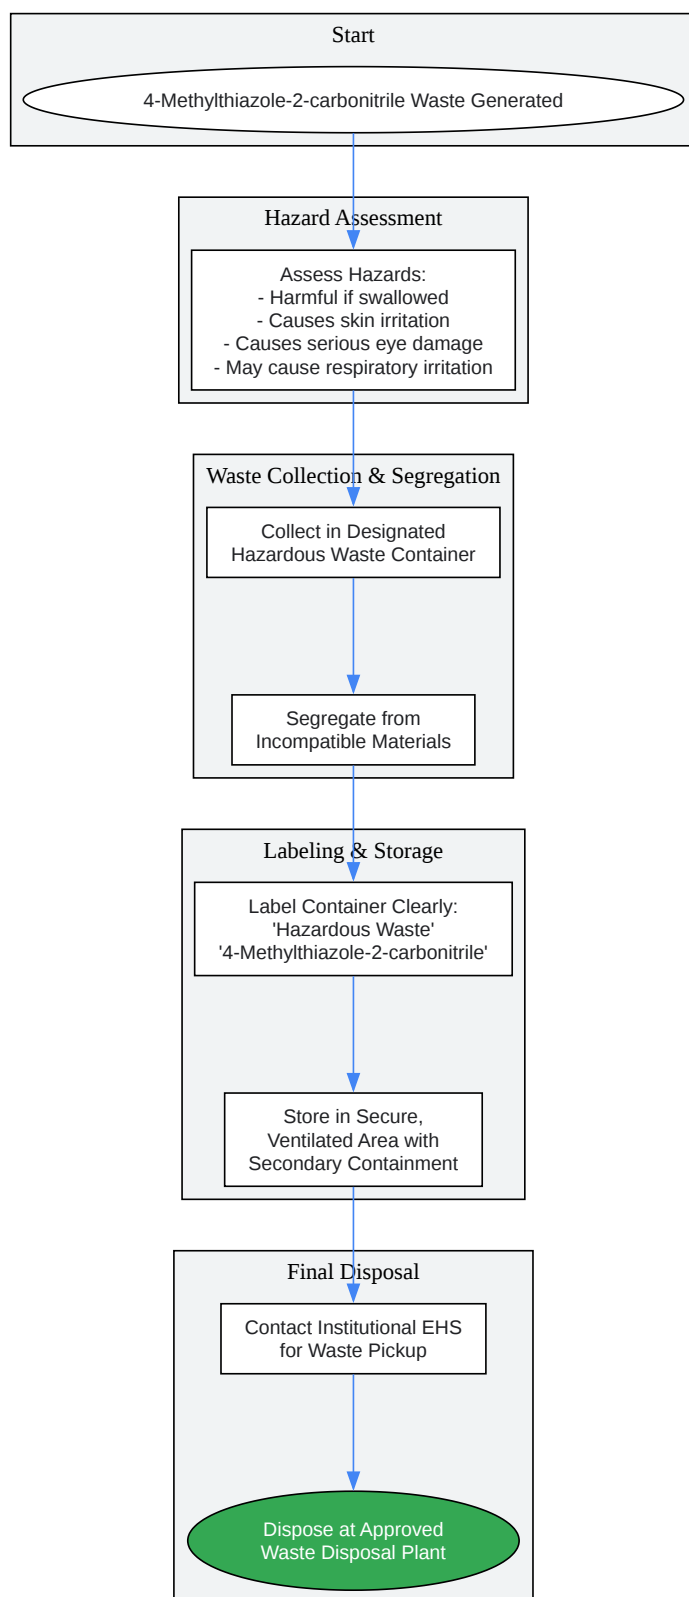 Start
4-Methylthiazole-2-carbonitrile Waste Generated
Hazard Assessment
Assess Hazards:
- Harmful if swallowed
- Causes skin irritation
- Causes serious eye damage
- May cause respiratory irritation
Waste Collection & Segregation
Collect in Designated
Hazardous Waste Container
Segregate from
Incompatible Materials
Labeling & Storage
Label Container Clearly:
'Hazardous Waste'
'4-Methylthiazole-2-carbonitrile'
Store in Secure,
Ventilated Area with
Secondary Containment
Final Disposal
Contact Institutional EHS
for Waste Pickup
Dispose at Approved
Waste Disposal Plant